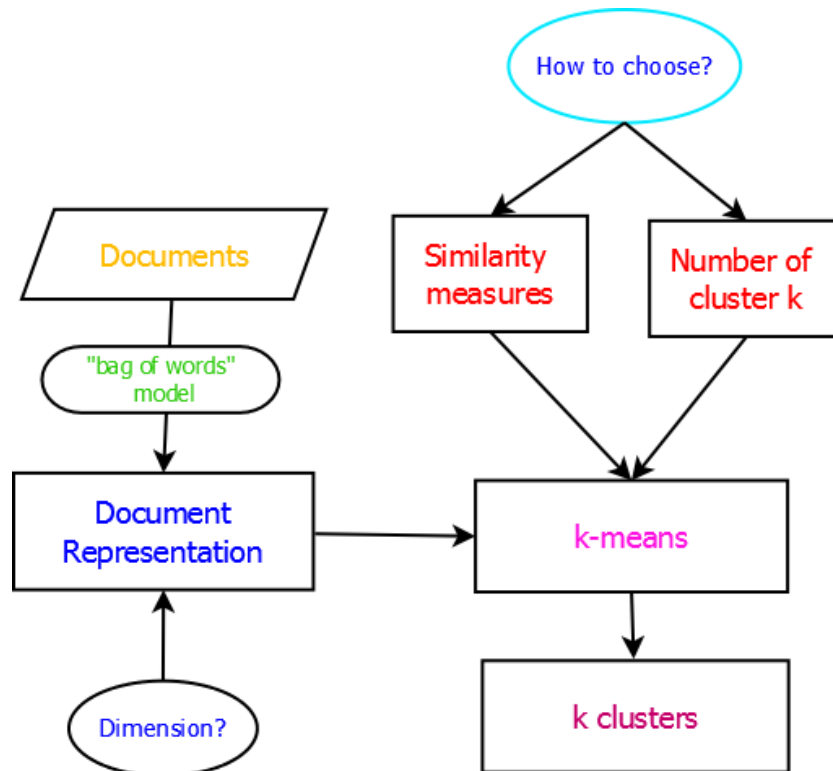 How to choose?
Documents
Similarity
measures
Number of
cluster k
"bag of words"
model
Document
Representation
k-means
Dimension?
k clusters